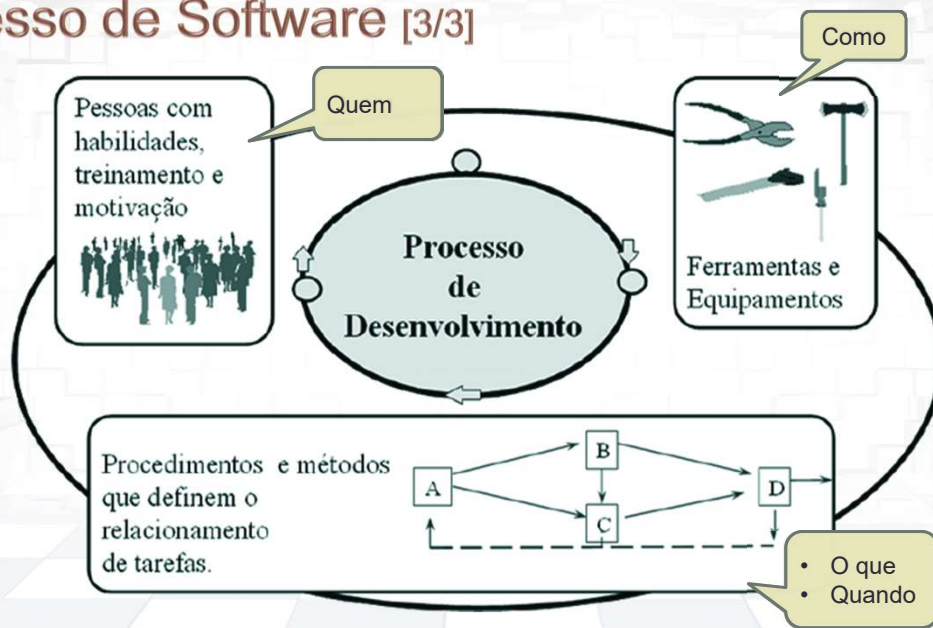 de Software [3/3]
Como
Quem
Pessoas com
habilidades,
treinamento e
motivação
Processo
de
Desenvolvimento
Ferramentas e
Equipamentos
Procedimentos e métodos
que definem o
relacionamento
de tarefas.
A
B
C
D
• O que
• Quando